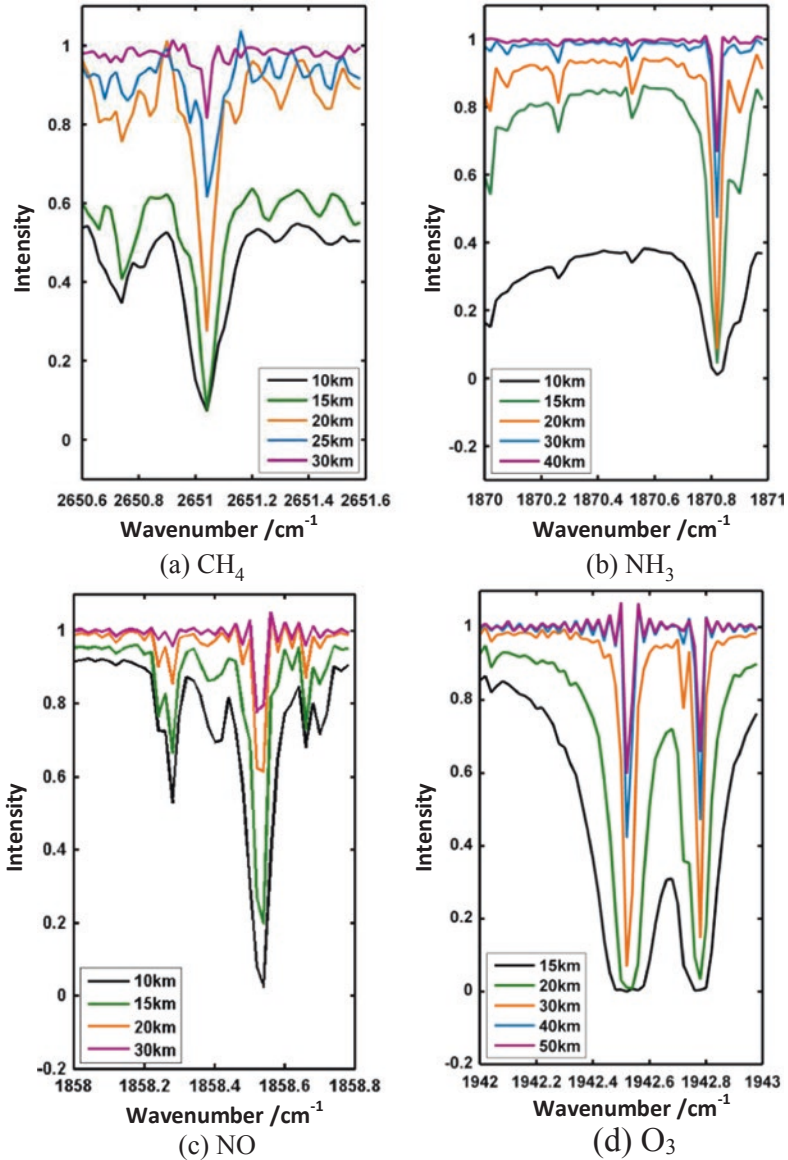 1
0.8
0.6
0.4
0.2
0
Intensity
10km
15km
20km
25km
30km
2650.6 2650.8 2651 2651.2 2651.4 2651.6
Wavenumber /cm⁻¹
(a) CH₄
1
0.8
0.6
0.4
0.2
0
-0.2
Intensity
10km
15km
20km
30km
40km
1870 1870.2 1870.4 1870.6 1870.8 1871
Wavenumber /cm⁻¹
(b) NH₃
1
0.8
0.6
0.4
0.2
0
-0.2
Intensity
10km
15km
20km
30km
1858 1858.2 1858.4 1858.6 1858.8
Wavenumber /cm⁻¹
(c) NO
1
0.8
0.6
0.4
0.2
0
-0.2
Intensity
15km
20km
30km
40km
50km
1942 1942.2 1942.4 1942.6 1942.8 1943
Wavenumber /cm⁻¹
(d) O₃